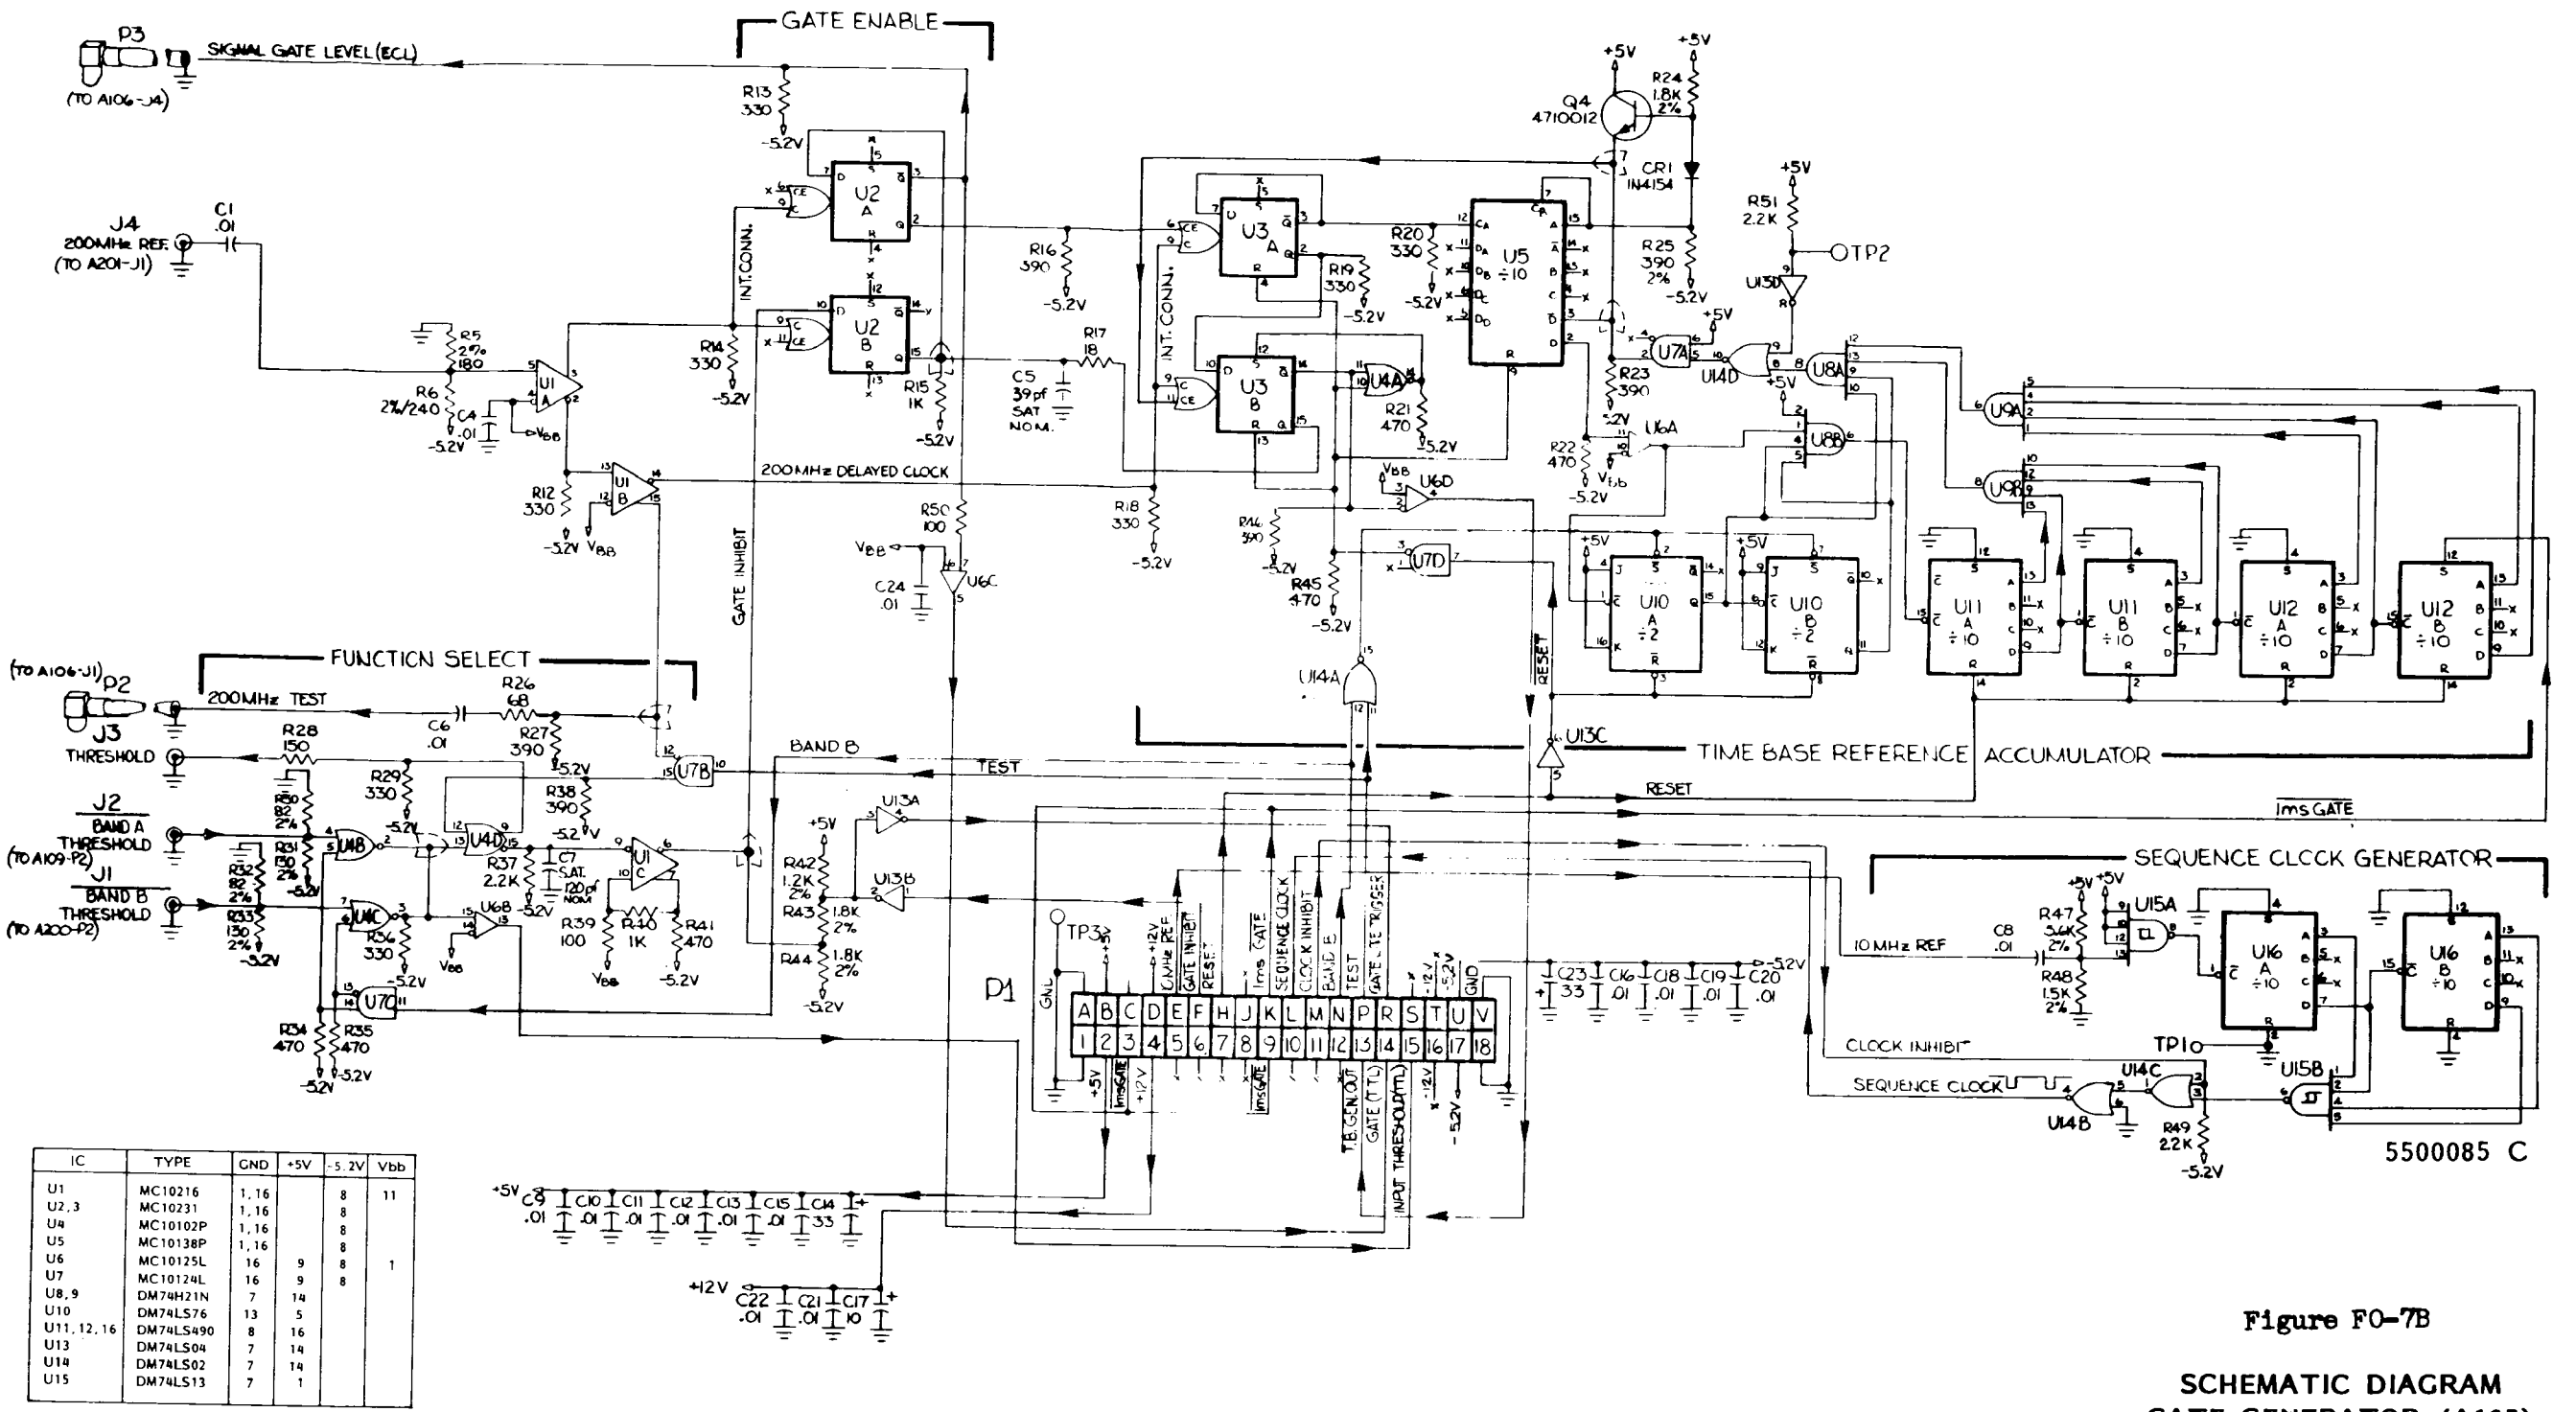 GATE ENABLE
P3
SIGNAL GATE LEVEL (ECL)
(TO A106-J4)
R13
330
-5.2V
J4
200MHz REF.
(TO A201-J1)
C1
.01
R5
2%
180
R6
2%/240
-5.2V
C4
.01
VBB
U1
A
U2
A
U2
B
INT.CONN.
R14
330
-5.2V
R15
1K
-5.2V
R16
390
-5.2V
R17
18
C5
39pf
SAT
NOM.
R12
330
-5.2V
VBB
U1
B
200MHz DELAYED CLOCK
R50
100
VBB
C24
.01
U6C
GATE INHIBIT
R18
330
-5.2V
INT. CONN.
U3
A
R19
330
-5.2V
U3
B
U4A
R21
470
-5.2V
R20
330
-5.2V
U5
÷10
Q4
4710012
+5V
+5V
R24
1.8K
2%
CR1
1N4154
R25
390
2%
-5.2V
+5V
R51
2.2K
TP2
U13D
R23
390
U7A
+5V
U14D
U8A
+5V
U8B
U6A
R22
470
-5.2V
VBB
U6D
R46
390
-5.2V
U7D
R45
470
-5.2V
U9A
U9B
+5V
U10
A
÷2
+5V
U10
B
÷2
U11
A
÷10
U11
B
÷10
U12
A
÷10
U12
B
÷10
RESET
U14A
U13C
TIME BASE REFERENCE ACCUMULATOR
RESET
1ms GATE
FUNCTION SELECT
(TO A106-J1)
P2
200MHz TEST
C6
.01
R26
68
R27
390
-5.2V
J3
THRESHOLD
R28
150
R29
330
-5.2V
J2
BAND A
THRESHOLD
(TO A109-P2)
R30
82
2%
R31
130
2%
-5.2V
J1
BAND B
THRESHOLD
(TO A200-P2)
R32
82
2%
R33
130
2%
-5.2V
U4B
U4C
U4D
U7B
R38
390
-5.2V
R37
2.2K
-5.2V
C7
SAT.
120pf
NOM
U1
C
R39
100
VBB
R40
1K
R41
470
-5.2V
U6B
VBB
R36
330
-5.2V
U7C
R34
470
-5.2V
R35
470
-5.2V
BAND B
TEST
U13A
+5V
R42
1.2K
2%
U13B
R43
1.8K
2%
R44
1.8K
2%
-5.2V
TP3
P1
GND
+5V
+12V
GATE INHIBIT
RESET
1ms GATE
SEQUENCE CLOCK
CLOCK INHIBIT
BAND B
TEST
-12V
-5.2V
GND
A B C D E F H J K L M N P R S T U V
1 2 3 4 5 6 7 8 9 10 11 12 13 14 15 16 17 18
+5V
1msGATE
+12V
1msGATE
T.B. GEN. OUT
GATE (TTL)
INPUT THRESHOLD (TTL)
-12V
-5.2V
C23
33
C16
.01
C18
.01
C19
.01
C20
.01
-5.2V
SEQUENCE CLOCK GENERATOR
10 MHz REF
C8
.01
+5V
R47
5.6K
2%
R48
1.5K
2%
+5V
U15A
U16
A
÷10
U16
B
÷10
TP1
CLOCK INHIBIT
SEQUENCE CLOCK
U14B
U14C
U15B
R49
2.2K
-5.2V
5500085 C
+5V
C9
.01
C10
.01
C11
.01
C12
.01
C13
.01
C15
.01
C14
33
+12V
C22
.01
C21
.01
C17
10
IC TYPE GND +5V -5.2V Vbb
U1 MC10216 1,16 8 11
U2,3 MC10231 1,16 8
U4 MC10102P 1,16 8
U5 MC10138P 1,16 8
U6 MC10125L 16 9 8 1
U7 MC10124L 16 9 8
U8,9 DM74H21N 7 14
U10 DM74LS76 13 5
U11,12,16 DM74LS490 8 16
U13 DM74LS04 7 14
U14 DM74LS02 7 14
U15 DM74LS13 7 1
Figure FO-7B
SCHEMATIC DIAGRAM